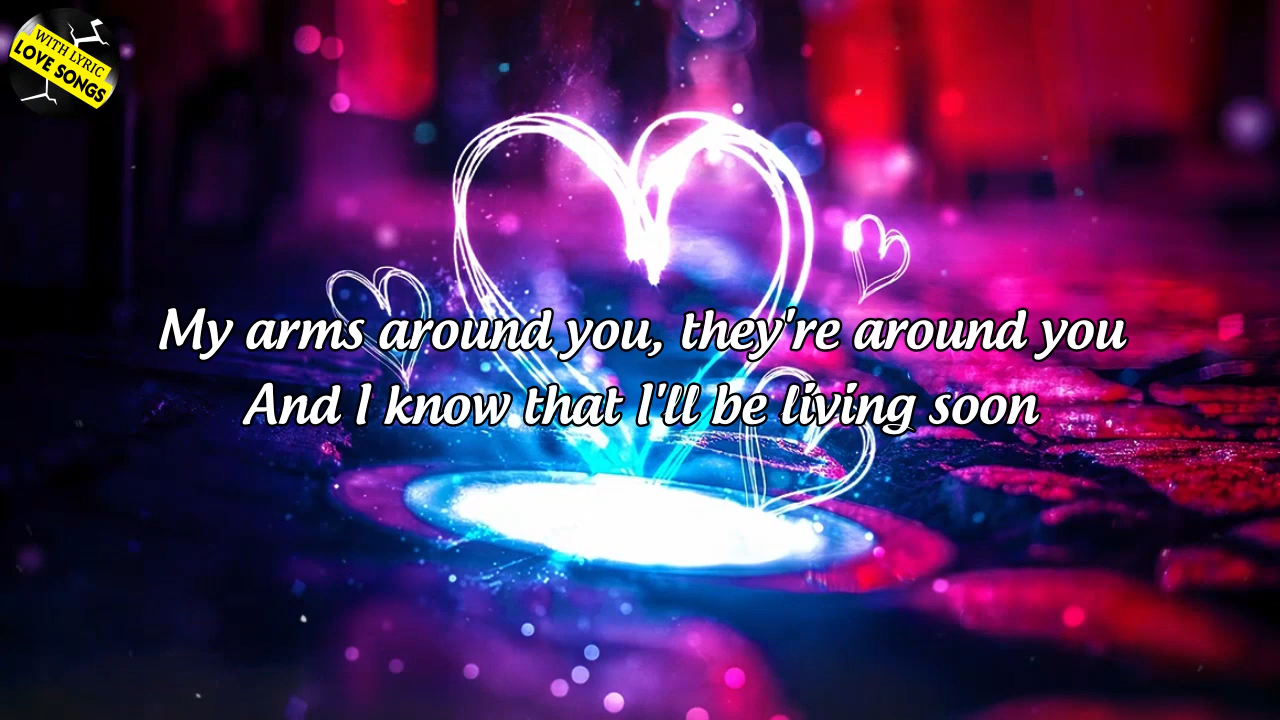 WITH LYRIC
LOVE SONGS
My arms around you, they're around you
And I know that I'll be living soon